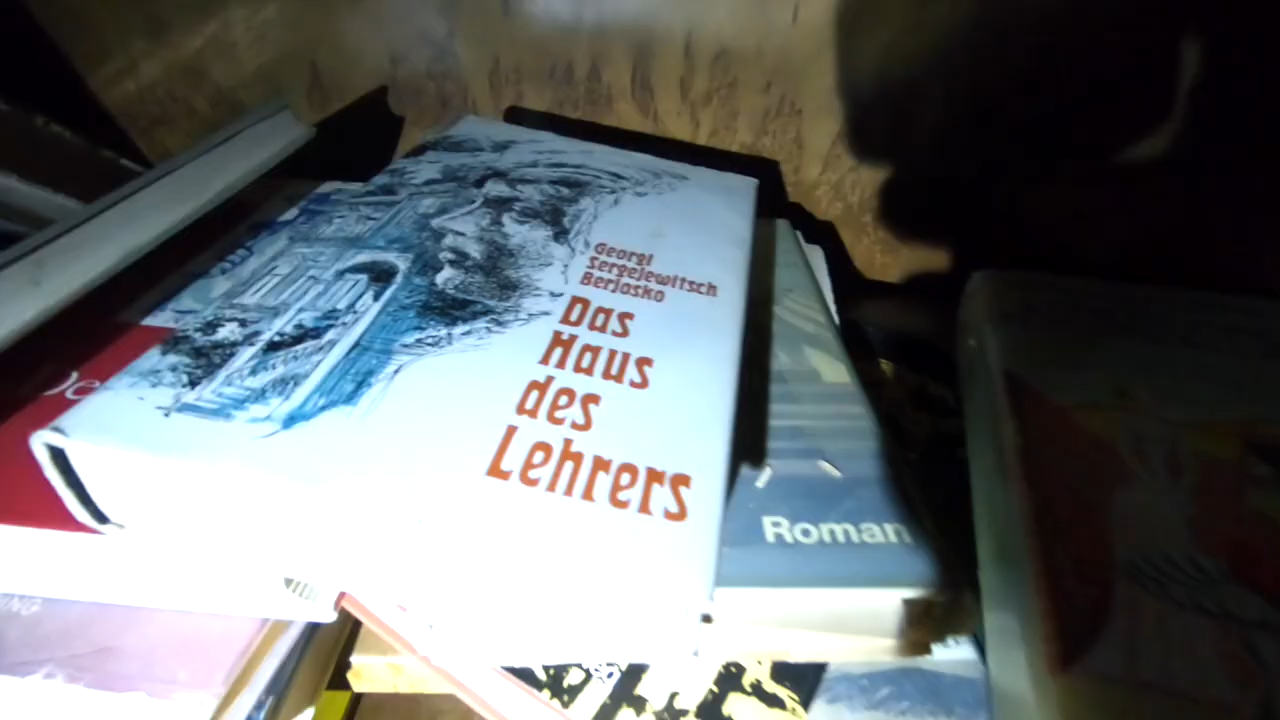 Georgi
Sergejewitsch
Berjosko
Das
Haus
des
Lehrers
Roman